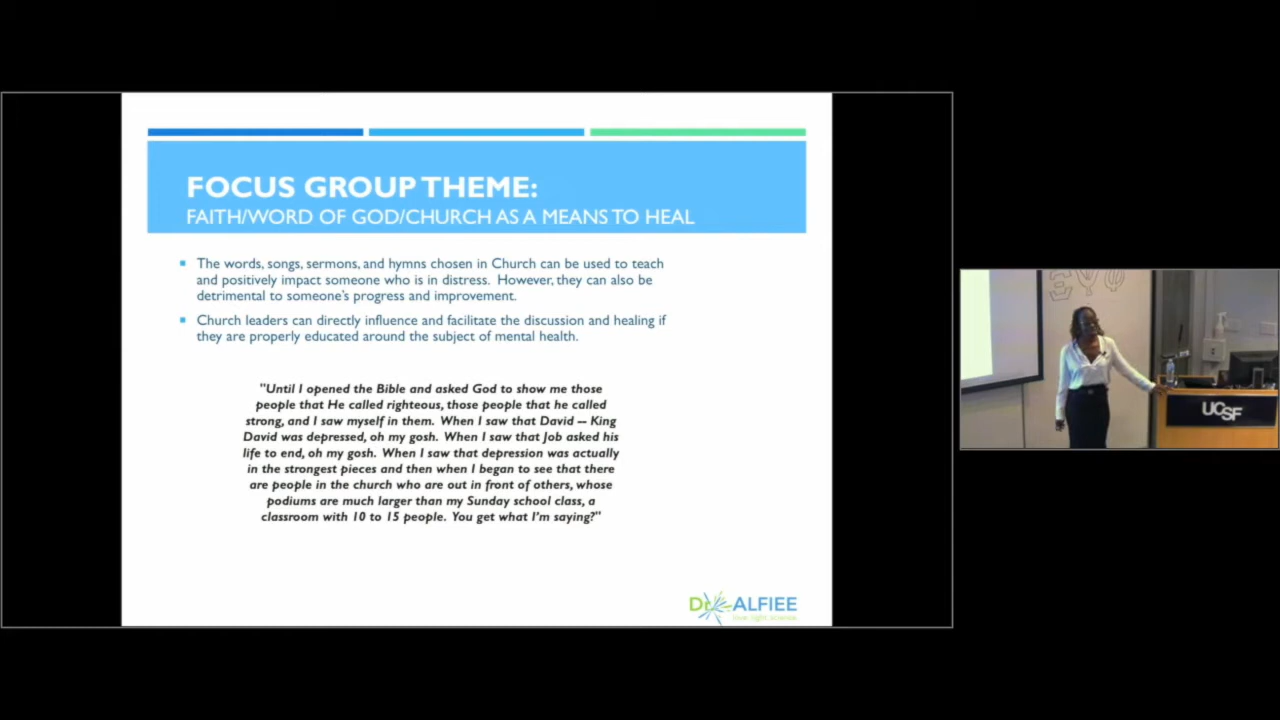 FOCUS GROUP THEME:
FAITH/WORD OF GOD/CHURCH AS A MEANS TO HEAL
The words, songs, sermons, and hymns chosen in Church can be used to teach
and positively impact someone who is in distress. However, they can also be
detrimental to someone's progress and improvement.
Church leaders can directly influence and facilitate the discussion and healing if
they are properly educated around the subject of mental health.
"Until I opened the Bible and asked God to show me those
people that He called righteous, those people that he called
strong, and I saw myself in them. When I saw that David -- King
David was depressed, oh my gosh. When I saw that Job asked his
life to end, oh my gosh. When I saw that depression was actually
in the strongest pieces and then when I began to see that there
are people in the church who are out in front of others, whose
podiums are much larger than my Sunday school class, a
classroom with 10 to 15 people. You get what I'm saying?"
Dr ALFIEE
ΞΨΦ
UCSF